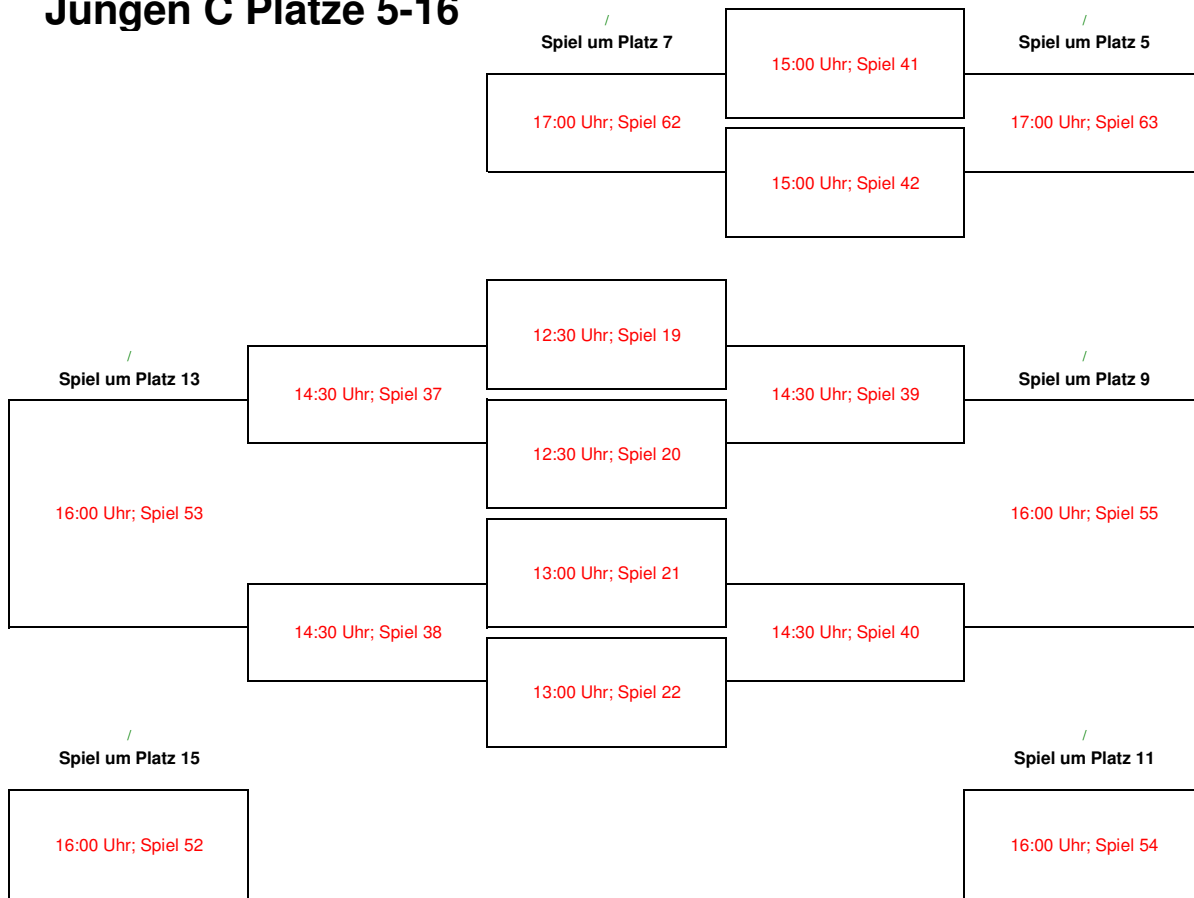 Jungen C Plätze 5-16
/
/
Spiel um Platz 7
Spiel um Platz 5
15:00 Uhr; Spiel 41
17:00 Uhr; Spiel 62
17:00 Uhr; Spiel 63
15:00 Uhr; Spiel 42
12:30 Uhr; Spiel 19
/
/
Spiel um Platz 13
Spiel um Platz 9
14:30 Uhr; Spiel 37
14:30 Uhr; Spiel 39
12:30 Uhr; Spiel 20
16:00 Uhr; Spiel 53
16:00 Uhr; Spiel 55
13:00 Uhr; Spiel 21
14:30 Uhr; Spiel 38
14:30 Uhr; Spiel 40
13:00 Uhr; Spiel 22
/
/
Spiel um Platz 15
Spiel um Platz 11
16:00 Uhr; Spiel 52
16:00 Uhr; Spiel 54